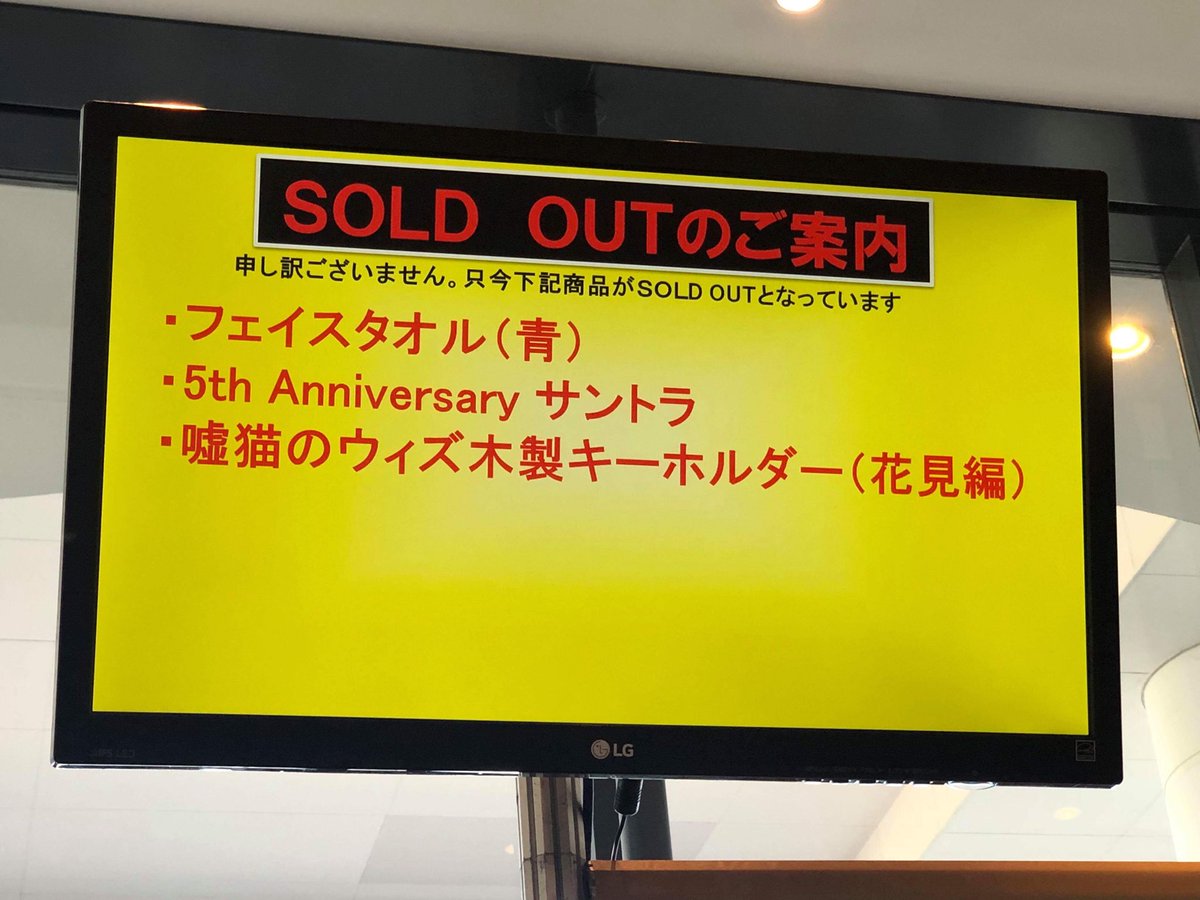 SOLD OUTのご案内
申し訳ございません。只今下記商品がSOLD OUTとなっています
・フェイスタオル(青)
・5th Anniversary サントラ
・嘘猫のウィズ木製キーホルダー(花見編)
LG